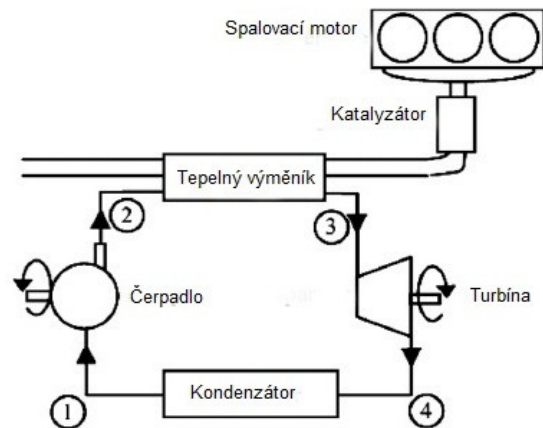 Spalovací motor
Katalyzátor
Tepelný výměník
2
3
Čerpadlo
Turbína
Kondenzátor
1
4